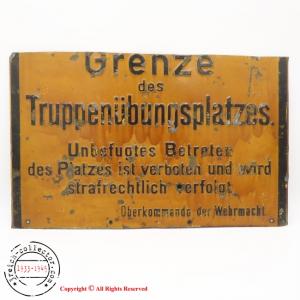 Grenze
des
Truppenübungsplatzes.
Unbefugtes Betreten
des Platzes ist verboten und wird
strafrechtlich verfolgt.
Oberkommando der Wehrmacht.
1933-1945
Copyright © All Rights Reserved